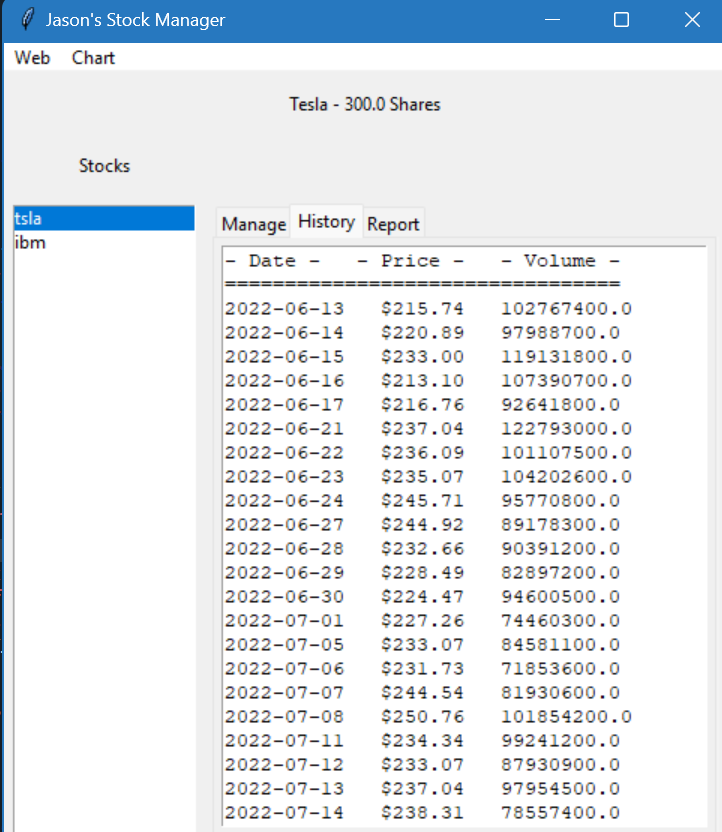 Jason's Stock Manager
Web Chart
Tesla - 300.0 Shares
Stocks
tsla
ibm
Manage History Report
- Date -   - Price -   - Volume -
=================================
2022-06-13   $215.74   102767400.0
2022-06-14   $220.89   97988700.0
2022-06-15   $233.00   119131800.0
2022-06-16   $213.10   107390700.0
2022-06-17   $216.76   92641800.0
2022-06-21   $237.04   122793000.0
2022-06-22   $236.09   101107500.0
2022-06-23   $235.07   104202600.0
2022-06-24   $245.71   95770800.0
2022-06-27   $244.92   89178300.0
2022-06-28   $232.66   90391200.0
2022-06-29   $228.49   82897200.0
2022-06-30   $224.47   94600500.0
2022-07-01   $227.26   74460300.0
2022-07-05   $233.07   84581100.0
2022-07-06   $231.73   71853600.0
2022-07-07   $244.54   81930600.0
2022-07-08   $250.76   101854200.0
2022-07-11   $234.34   99241200.0
2022-07-12   $233.07   87930900.0
2022-07-13   $237.04   97954500.0
2022-07-14   $238.31   78557400.0